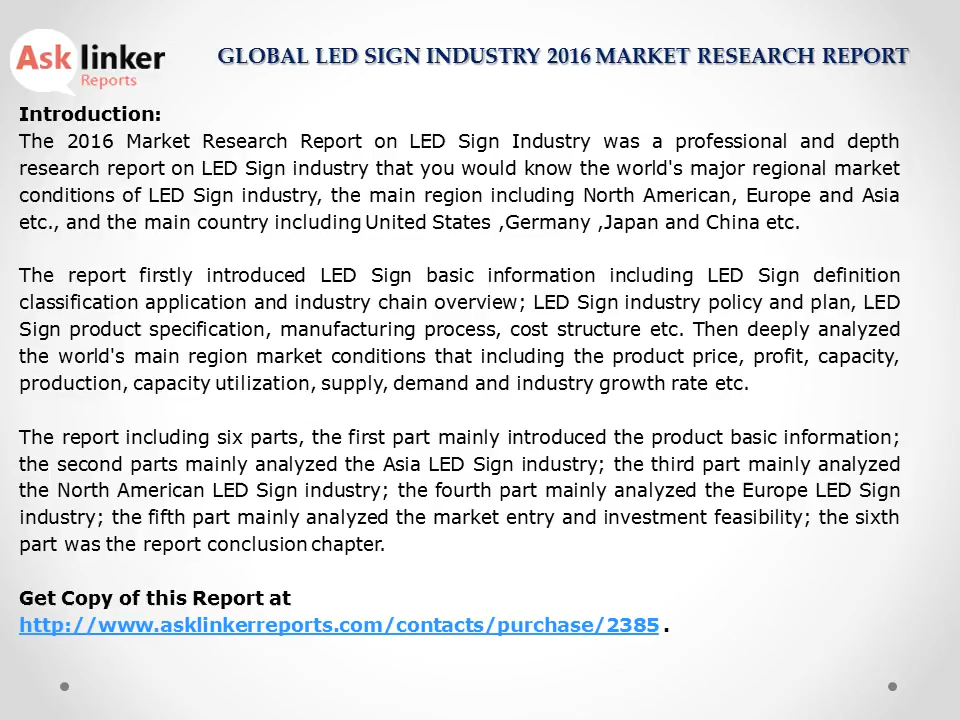 Ask linker
Reports
GLOBAL LED SIGN INDUSTRY 2016 MARKET RESEARCH REPORT
Introduction:
The 2016 Market Research Report on LED Sign Industry was a professional and depth
research report on LED Sign industry that you would know the world's major regional market
conditions of LED Sign industry, the main region including North American, Europe and Asia
etc., and the main country including United States ,Germany ,Japan and China etc.
The report firstly introduced LED Sign basic information including LED Sign definition
classification application and industry chain overview; LED Sign industry policy and plan, LED
Sign product specification, manufacturing process, cost structure etc. Then deeply analyzed
the world's main region market conditions that including the product price, profit, capacity,
production, capacity utilization, supply, demand and industry growth rate etc.
The report including six parts, the first part mainly introduced the product basic information;
the second parts mainly analyzed the Asia LED Sign industry; the third part mainly analyzed
the North American LED Sign industry; the fourth part mainly analyzed the Europe LED Sign
industry; the fifth part mainly analyzed the market entry and investment feasibility; the sixth
part was the report conclusion chapter.
Get Copy of this Report at
http://www.asklinkerreports.com/contacts/purchase/2385 .